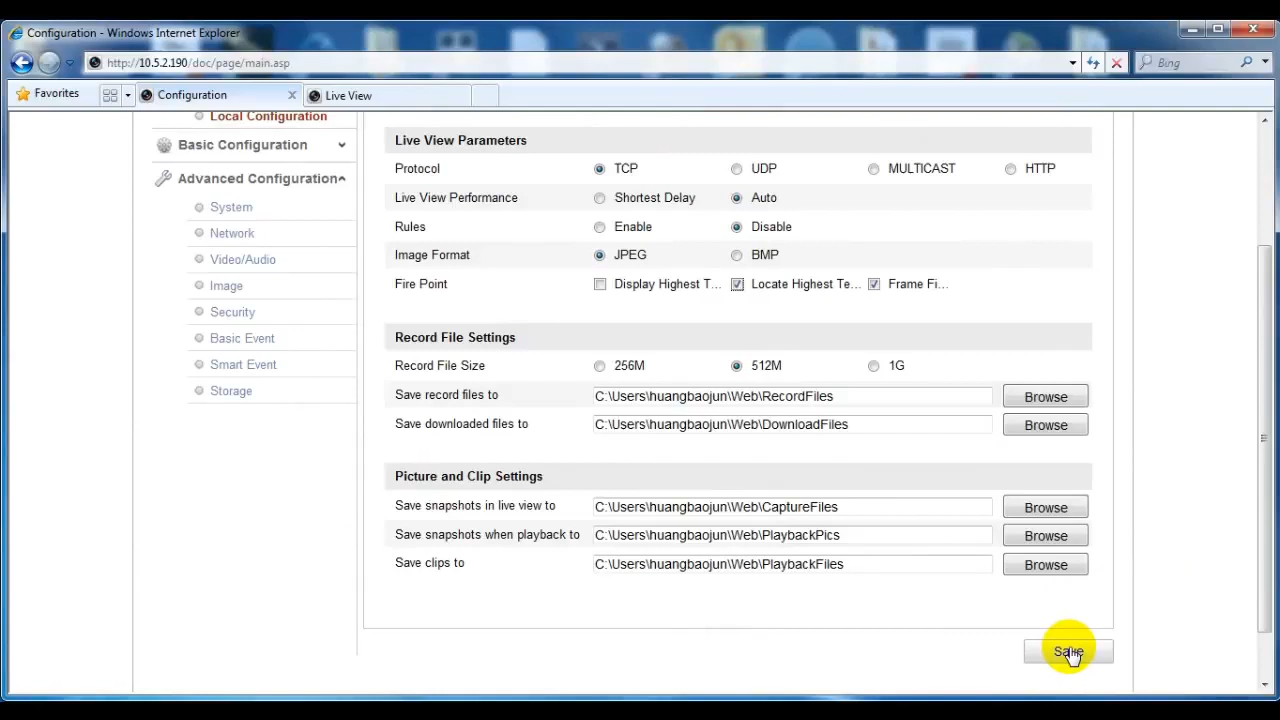 Configuration - Windows Internet Explorer
http://10.5.2.190/doc/page/main.asp
Bing
Favorites
Configuration
Live View
Local Configuration
Basic Configuration
Advanced Configuration
System
Network
Video/Audio
Image
Security
Basic Event
Smart Event
Storage
Live View Parameters
Protocol TCP UDP MULTICAST HTTP
Live View Performance Shortest Delay Auto
Rules Enable Disable
Image Format JPEG BMP
Fire Point Display Highest T... Locate Highest Te... Frame Fi...
Record File Settings
Record File Size 256M 512M 1G
Save record files to C:\Users\huangbaojun\Web\RecordFiles Browse
Save downloaded files to C:\Users\huangbaojun\Web\DownloadFiles Browse
Picture and Clip Settings
Save snapshots in live view to C:\Users\huangbaojun\Web\CaptureFiles Browse
Save snapshots when playback to C:\Users\huangbaojun\Web\PlaybackPics Browse
Save clips to C:\Users\huangbaojun\Web\PlaybackFiles Browse
Save